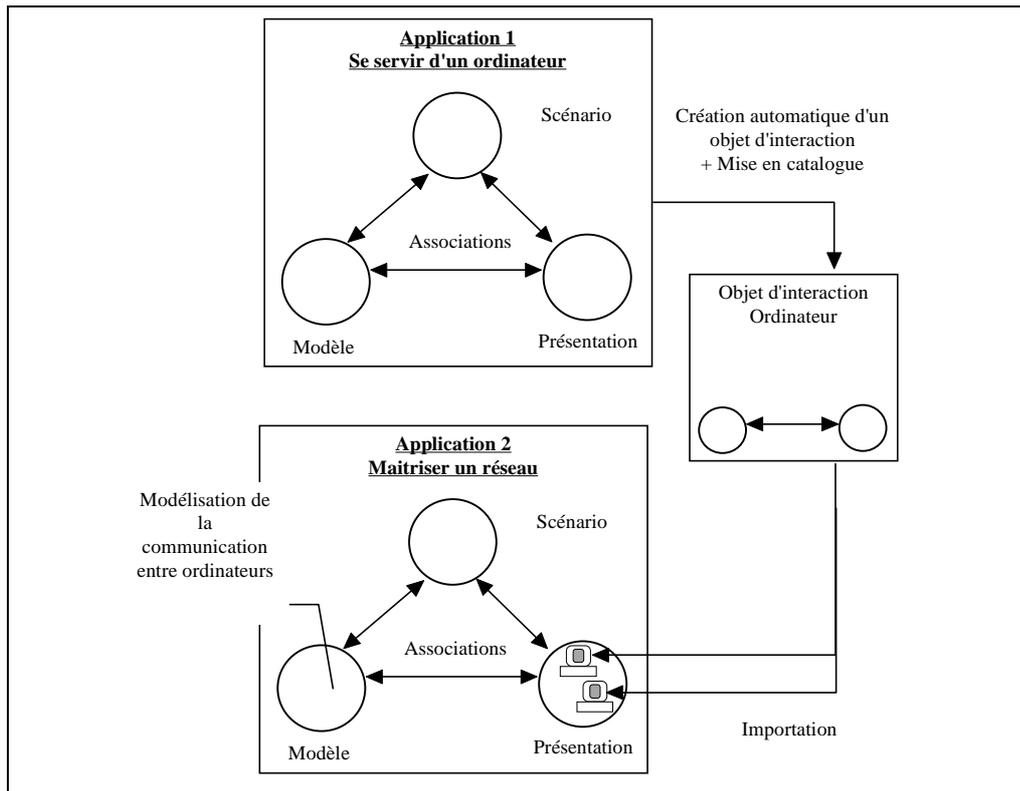 Application 1
Se servir d'un ordinateur
Scénario
Associations
Modèle
Présentation
Création automatique d'un
objet d'interaction
+ Mise en catalogue
Objet d'interaction
Ordinateur
Application 2
Maitriser un réseau
Modélisation de
la
communication
entre ordinateurs
Scénario
Associations
Modèle
Présentation
Importation